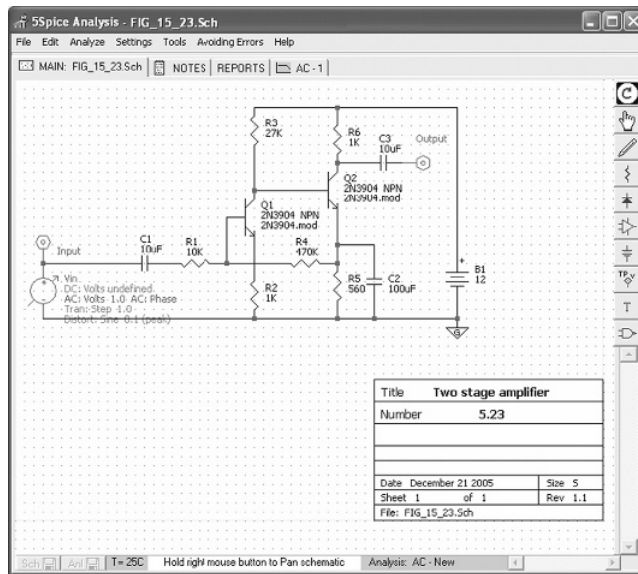 5Spice Analysis - FIG_15_23.Sch
File Edit Analyze Settings Tools Avoiding Errors Help
MAIN: FIG_15_23.Sch NOTES REPORTS AC - 1
R3
27K
R6
1K
C3
10uF
Output
Q2
2N3904 NPN
2N3904.mod
Q1
2N3904 NPN
2N3904.mod
Input
C1
10uF
R1
10K
R4
470K
Vin
DC: Volts undefined
AC: Volts 1.0 AC: Phase
Tran: Step 1.0
Distort: Sine 0.1 (peak)
R2
1K
R5
560
C2
100uF
+
B1
12
G
TP V
T
Title Two stage amplifier
Number 5.23
Date December 21 2005 Size S
Sheet 1 of 1 Rev 1.1
File: FIG_15_23.Sch
Sch Anl T= 25C Hold right mouse button to Pan schematic Analysis: AC - New